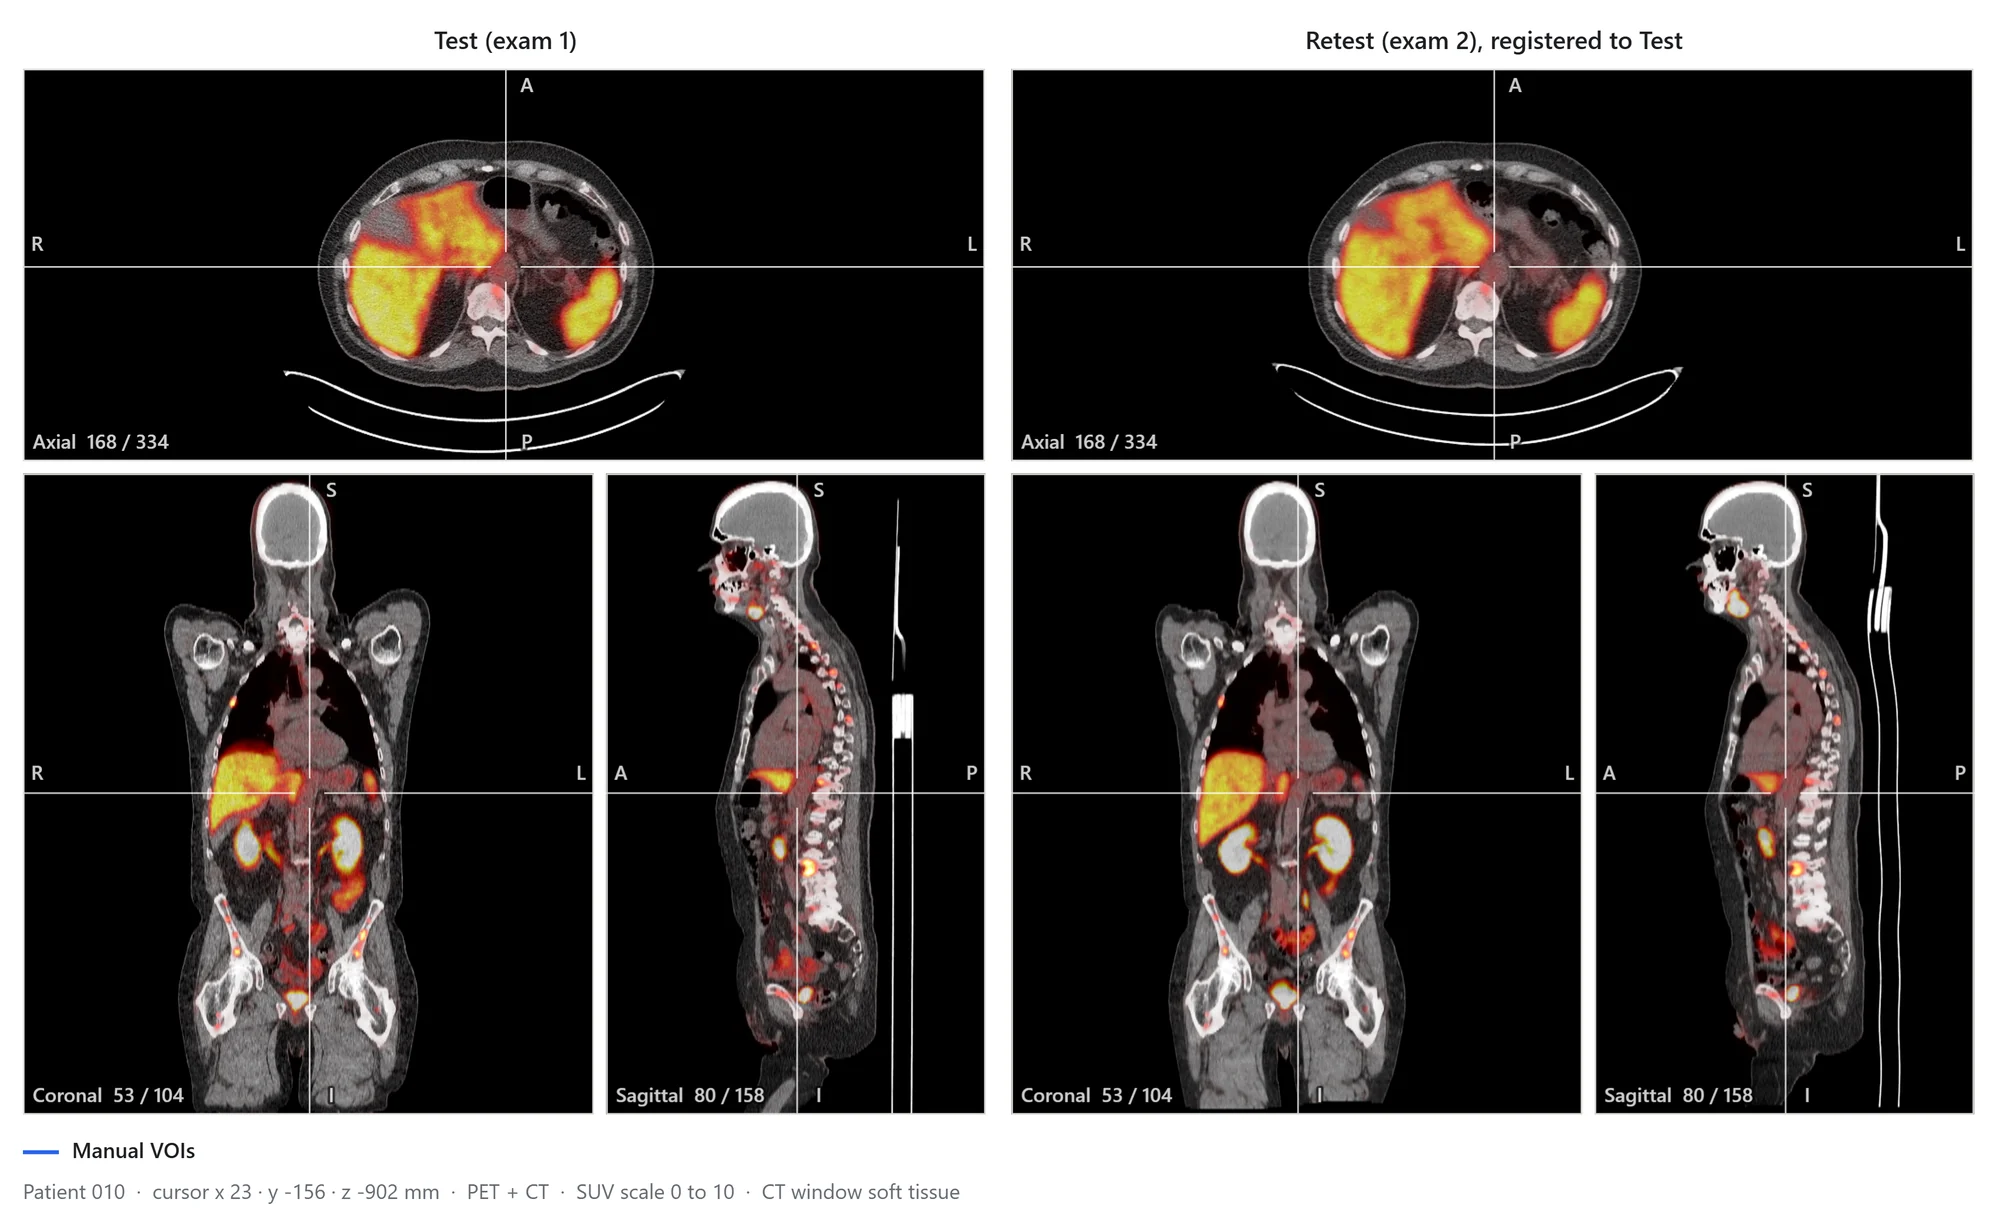 Test (exam 1)
Retest (exam 2), registered to Test
A
R
L
Axial 168 / 334
P
A
R
L
Axial 168 / 334
P
S
R
L
Coronal 53 / 104
I
S
A
P
Sagittal 80 / 158
I
S
R
L
Coronal 53 / 104
I
S
A
P
Sagittal 80 / 158
I
Manual VOIs
Patient 010 · cursor x 23 · y -156 · z -902 mm · PET + CT · SUV scale 0 to 10 · CT window soft tissue